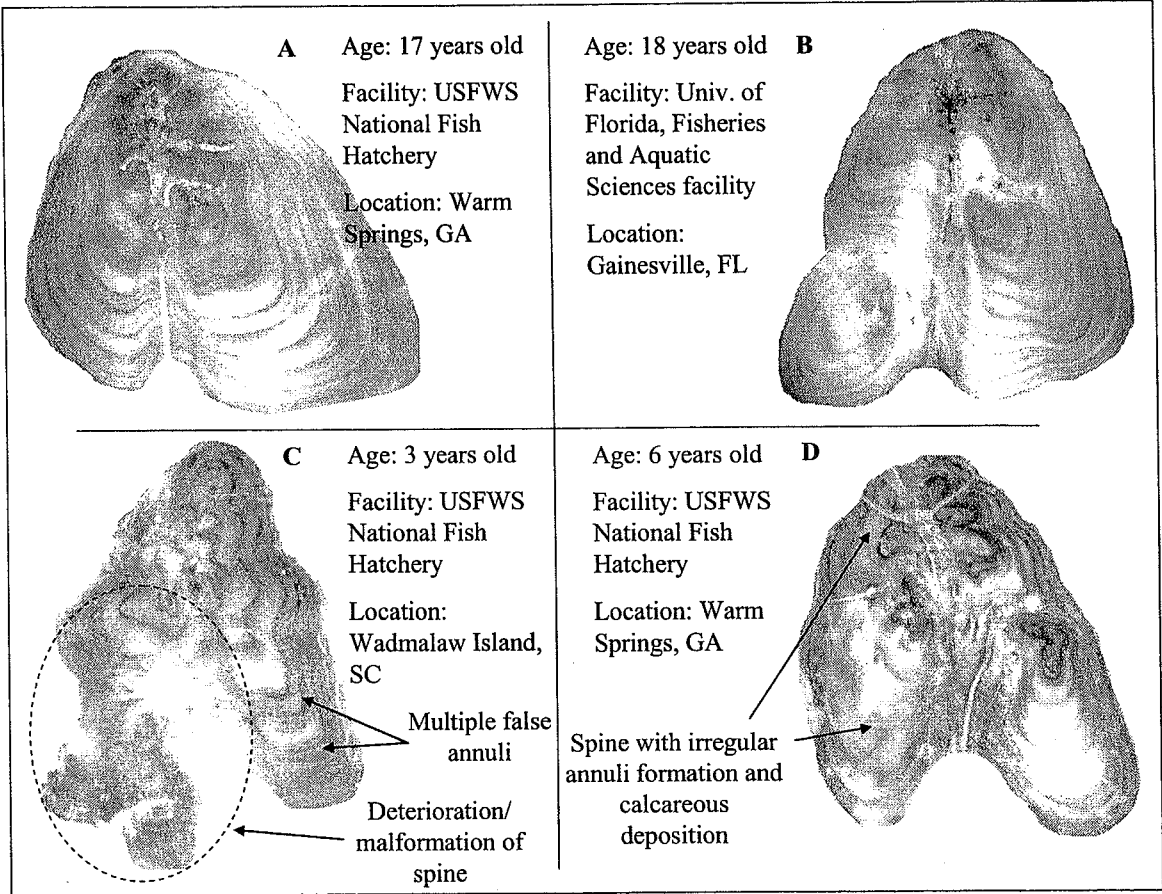 A
Age: 17 years old
Facility: USFWS
National Fish
Hatchery
Location: Warm
Springs, GA
Age: 18 years old
B
Facility: Univ. of
Florida, Fisheries
and Aquatic
Sciences facility
Location:
Gainesville, FL
C
Age: 3 years old
Facility: USFWS
National Fish
Hatchery
Location:
Wadmalaw Island,
SC
Multiple false
annuli
Deterioration/
malformation of
spine
Age: 6 years old
D
Facility: USFWS
National Fish
Hatchery
Location: Warm
Springs, GA
Spine with irregular
annuli formation and
calcareous
deposition